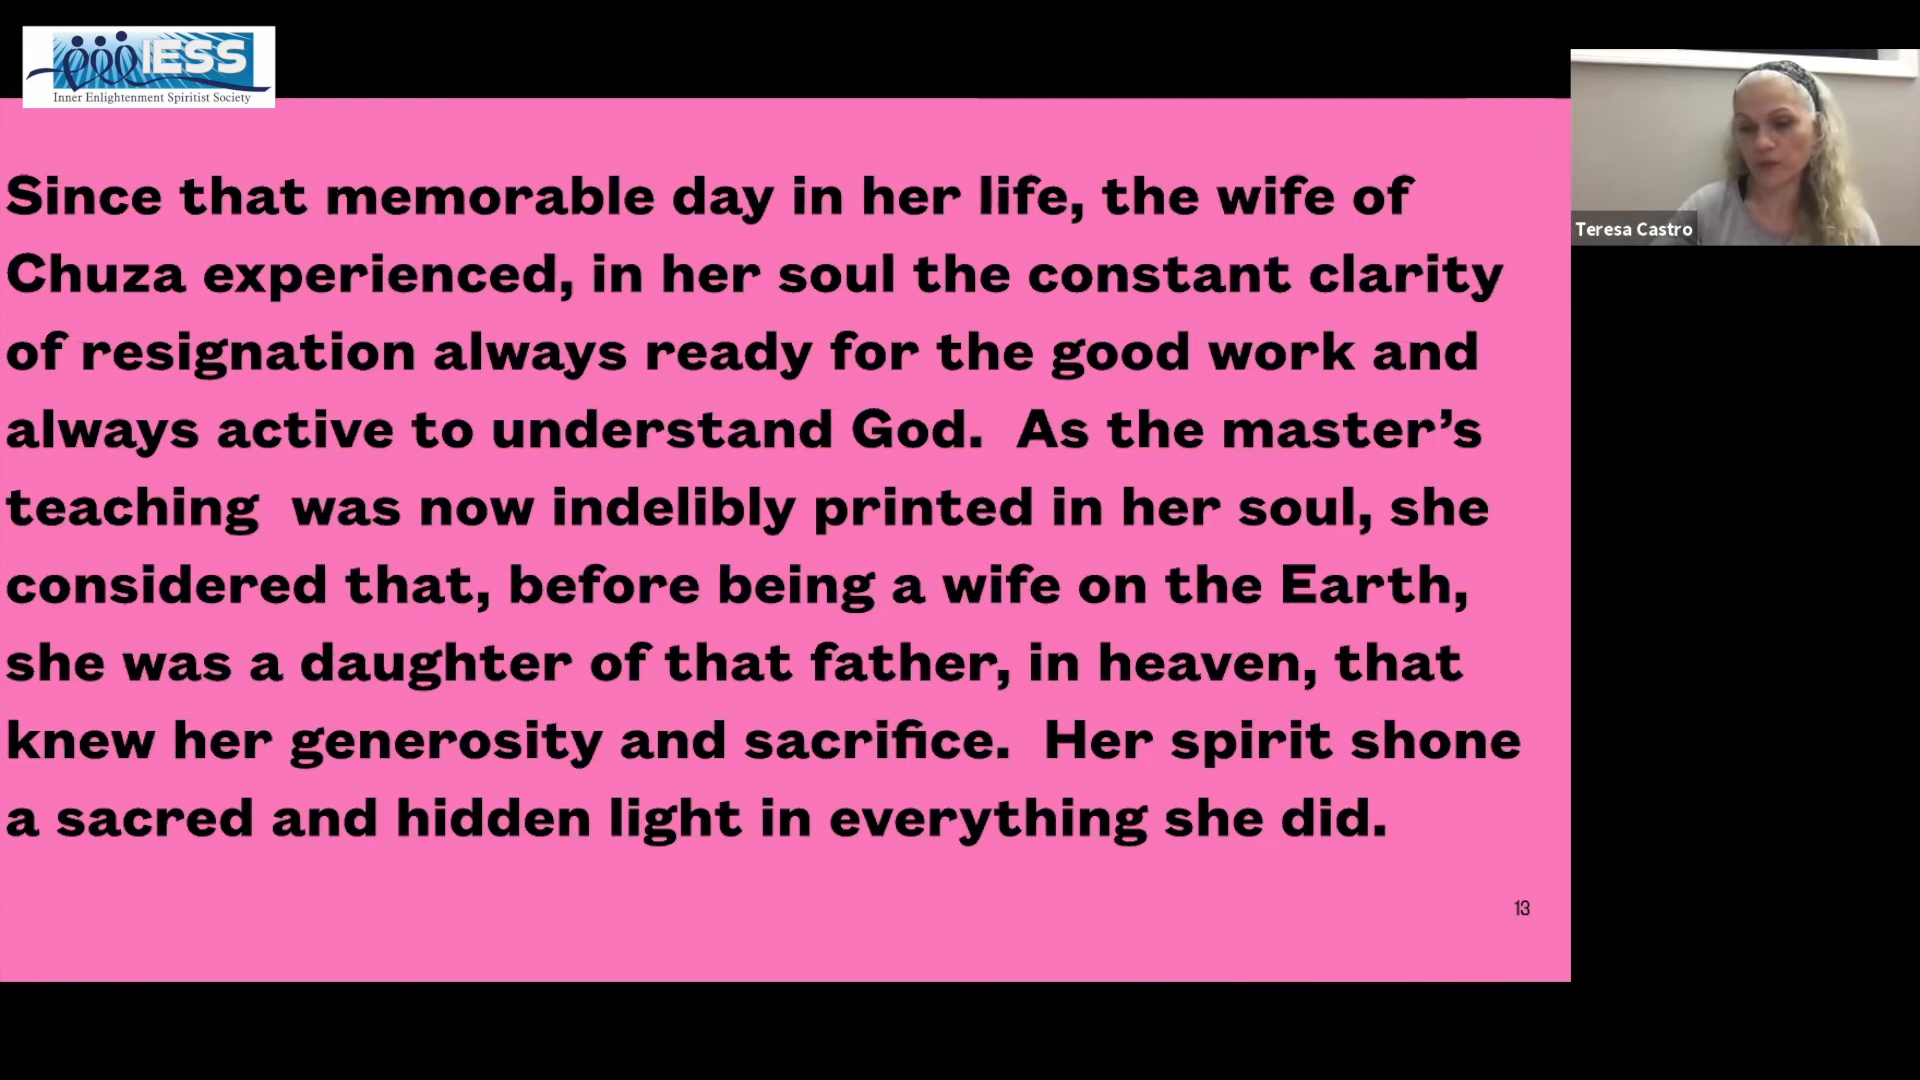 IESS
Inner Enlightenment Spiritist Society
Since that memorable day in her life, the wife of
Chuza experienced, in her soul the constant clarity
of resignation always ready for the good work and
always active to understand God.  As the master’s
teaching  was now indelibly printed in her soul, she
considered that, before being a wife on the Earth,
she was a daughter of that father, in heaven, that
knew her generosity and sacrifice.  Her spirit shone
a sacred and hidden light in everything she did.
13
Teresa Castro